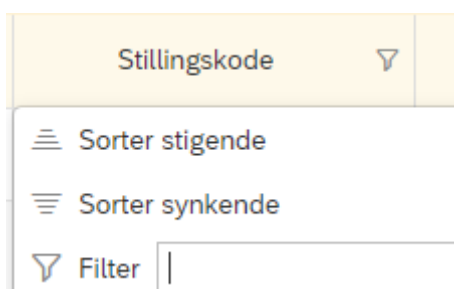 Stillingskode
Sorter stigende
Sorter synkende
Filter